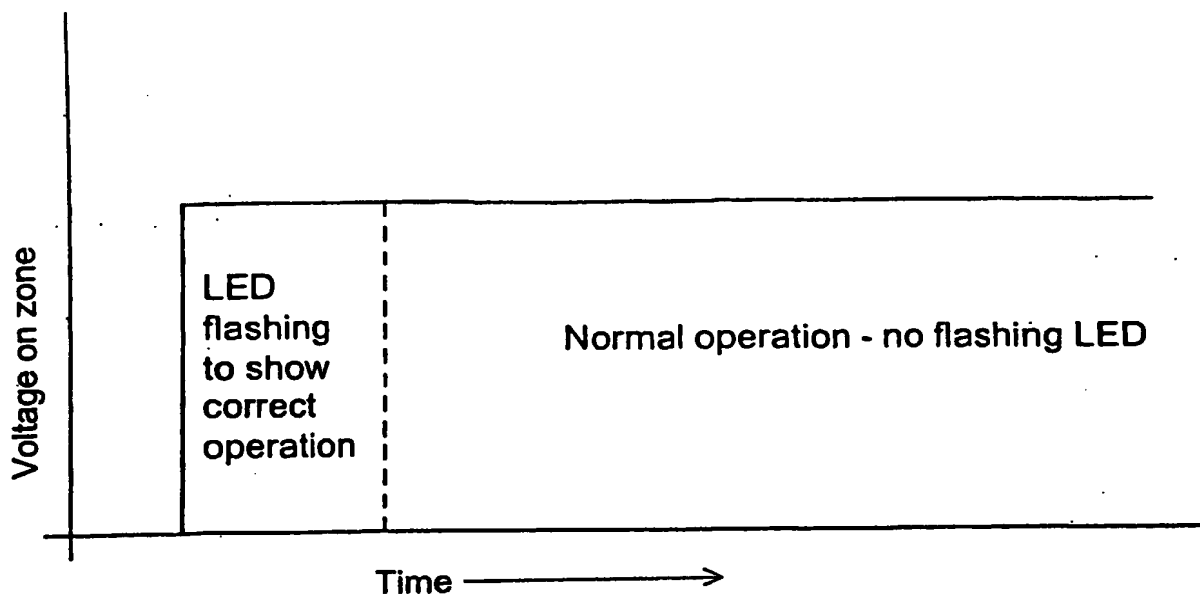 Voltage on zone
LED
flashing
to show
correct
operation
Normal operation - no flashing LED
Time